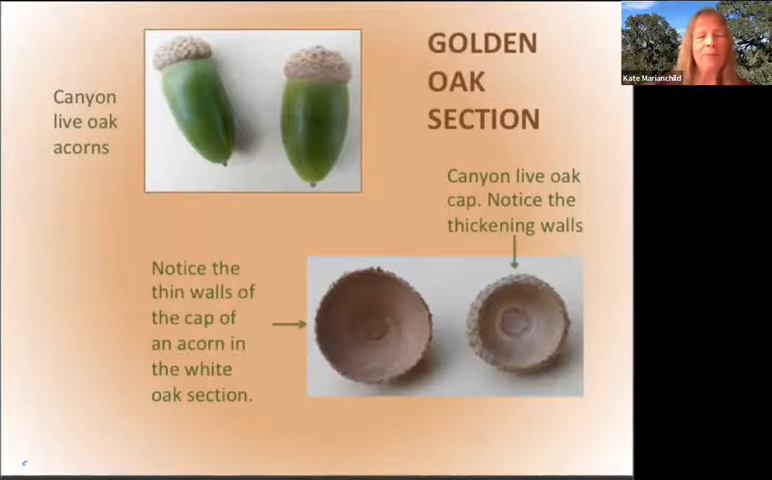 GOLDEN
OAK
SECTION
Kate Marianchild
Canyon
live oak
acorns
Canyon live oak
cap. Notice the
thickening walls
Notice the
thin walls of
the cap of
an acorn in
the white
oak section.